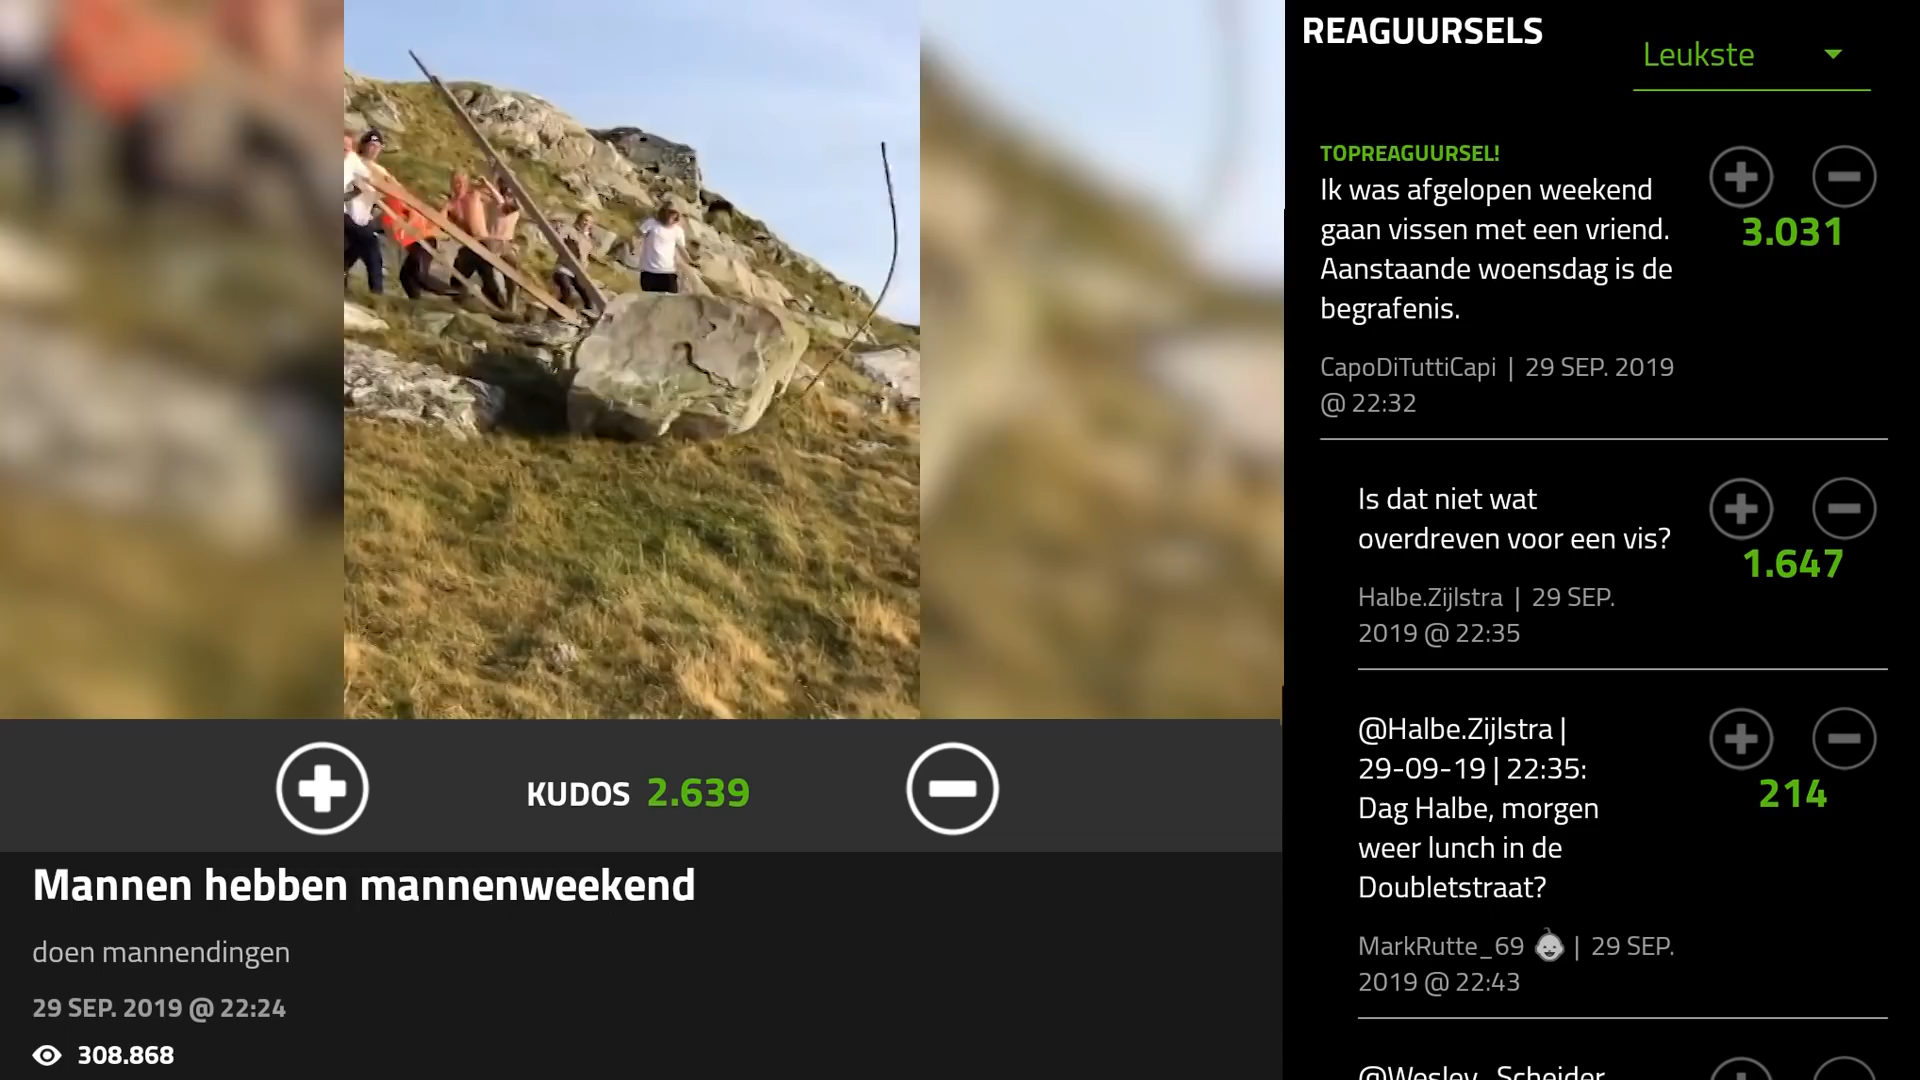 REAGUURSELS
Leukste
TOPREAGUURSEL!
Ik was afgelopen weekend
gaan vissen met een vriend.
Aanstaande woensdag is de
begrafenis.
3.031
CapoDiTuttiCapi | 29 SEP. 2019
@ 22:32
Is dat niet wat
overdreven voor een vis?
1.647
Halbe.Zijlstra | 29 SEP.
2019 @ 22:35
@Halbe.Zijlstra |
29-09-19 | 22:35:
Dag Halbe, morgen
weer lunch in de
Doubletstraat?
214
MarkRutte_69 | 29 SEP.
2019 @ 22:43
@Wesley_Scheider
KUDOS 2.639
Mannen hebben mannenweekend
doen mannendingen
29 SEP. 2019 @ 22:24
308.868